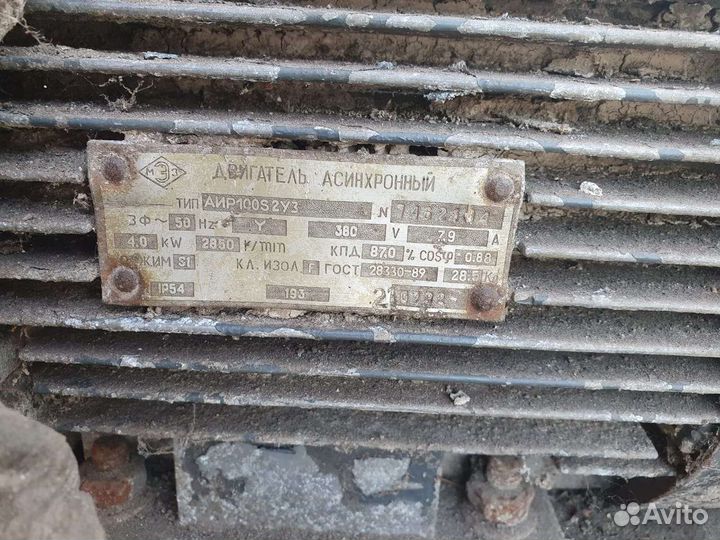 МЭЗ ДВИГАТЕЛЬ АСИНХРОННЫЙ
ТИП АИР100S2У3 N
3Ф~ 50 Hz Y 380 V 7.9 A
4.0 kW 2850 r/min КПД 87.0 % COSφ 0.88
РЕЖИМ S1 КЛ. ИЗОЛ F ГОСТ 28330-89 28.5 Кг
IP54 193
Avito